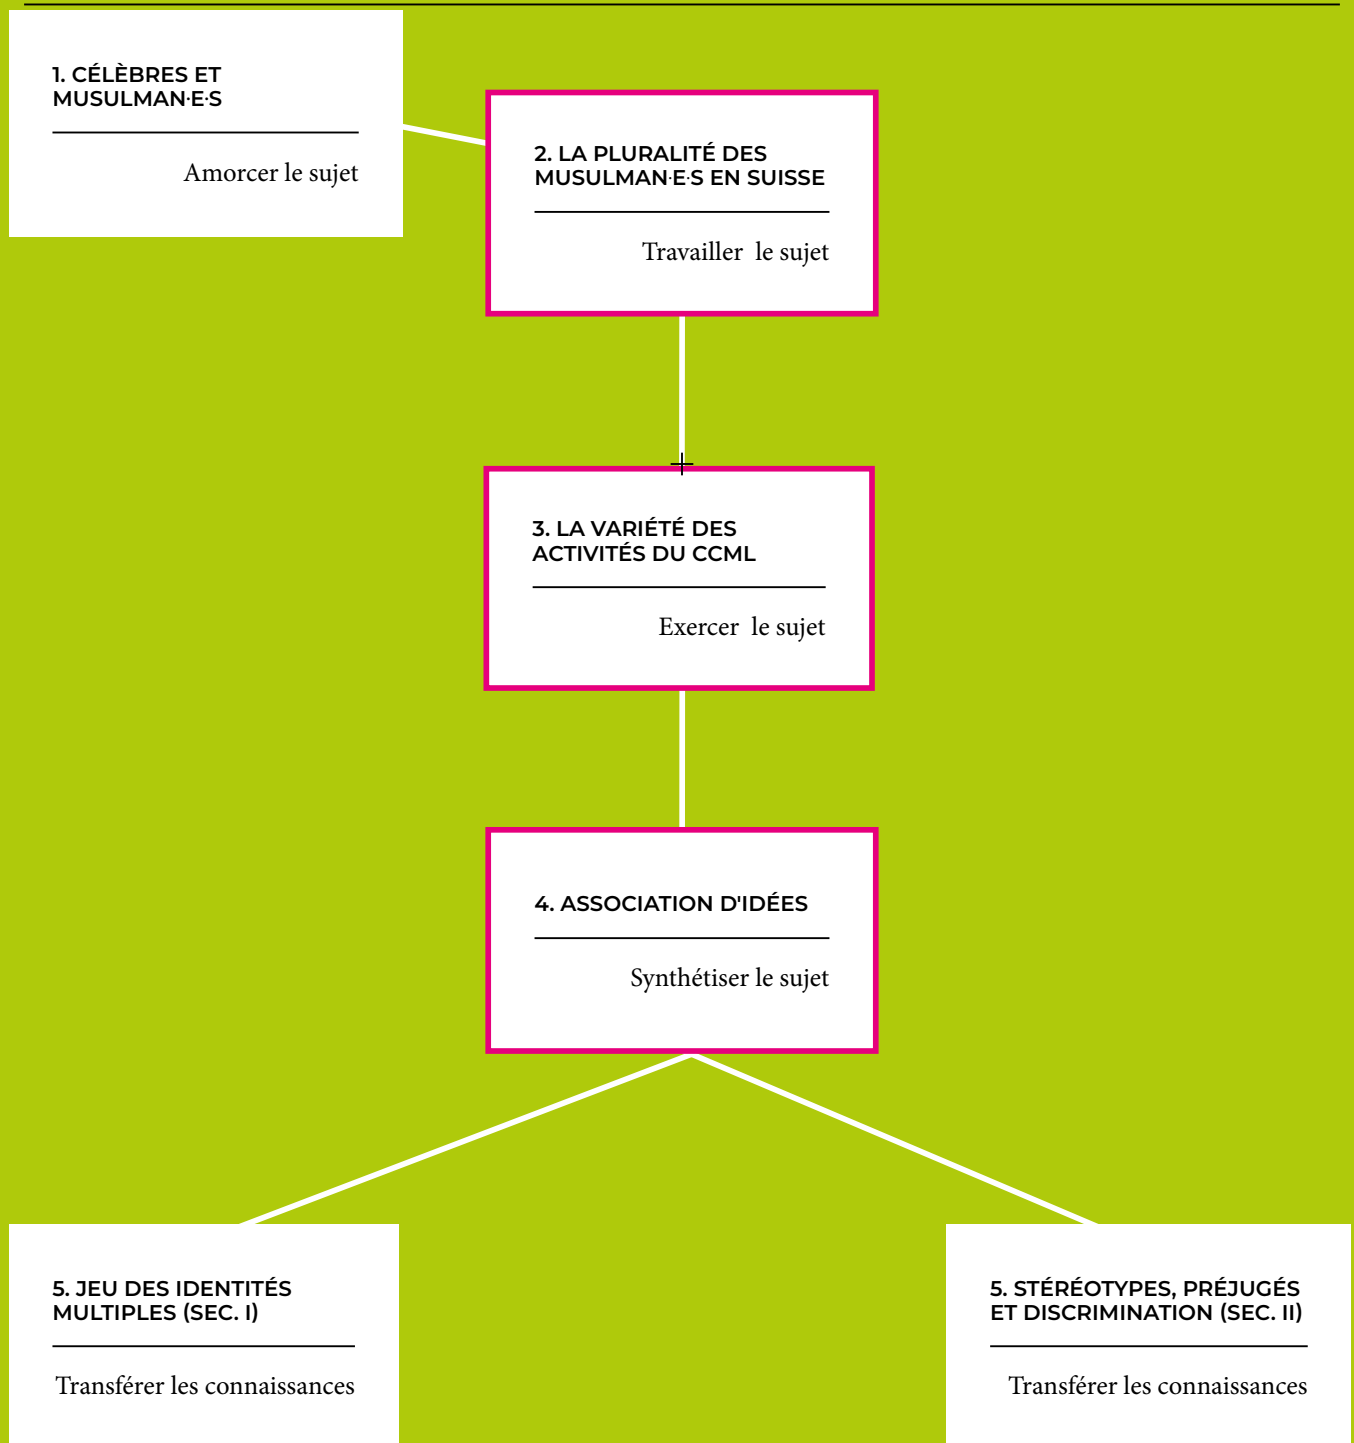 1. CÉLÈBRES ET
MUSULMAN·E·S
Amorcer le sujet
2. LA PLURALITÉ DES
MUSULMAN·E·S EN SUISSE
Travailler le sujet
3. LA VARIÉTÉ DES
ACTIVITÉS DU CCML
Exercer le sujet
4. ASSOCIATION D'IDÉES
Synthétiser le sujet
5. JEU DES IDENTITÉS
MULTIPLES (SEC. I)
Transférer les connaissances
5. STÉRÉOTYPES, PRÉJUGÉS
ET DISCRIMINATION (SEC. II)
Transférer les connaissances